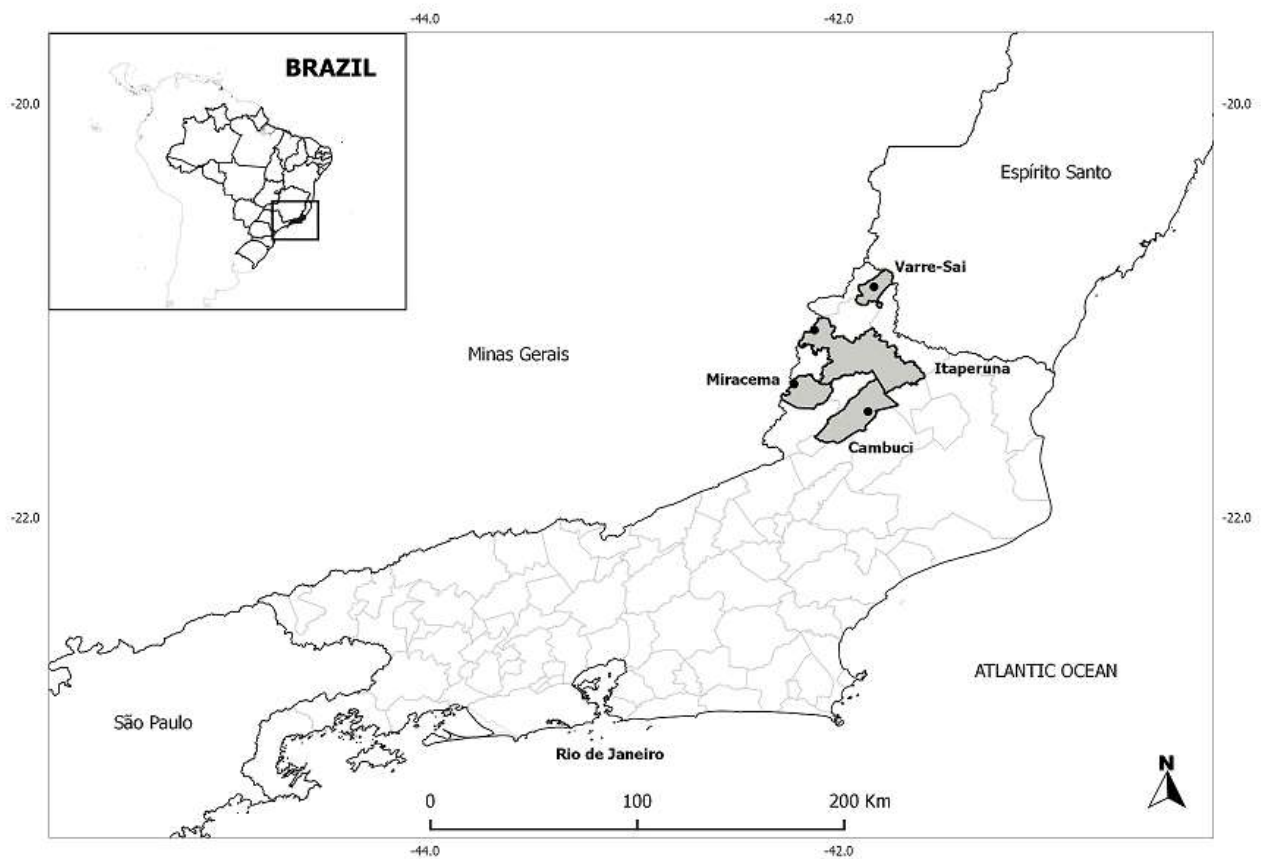 -44.0
-42.0
BRAZIL
-20.0
-20.0
Espírito Santo
Varre-Sai
Minas Gerais
Itaperuna
Miracema
Cambuci
-22.0
-22.0
ATLANTIC OCEAN
São Paulo
Rio de Janeiro
N
0
100
200 Km
-44.0
-42.0